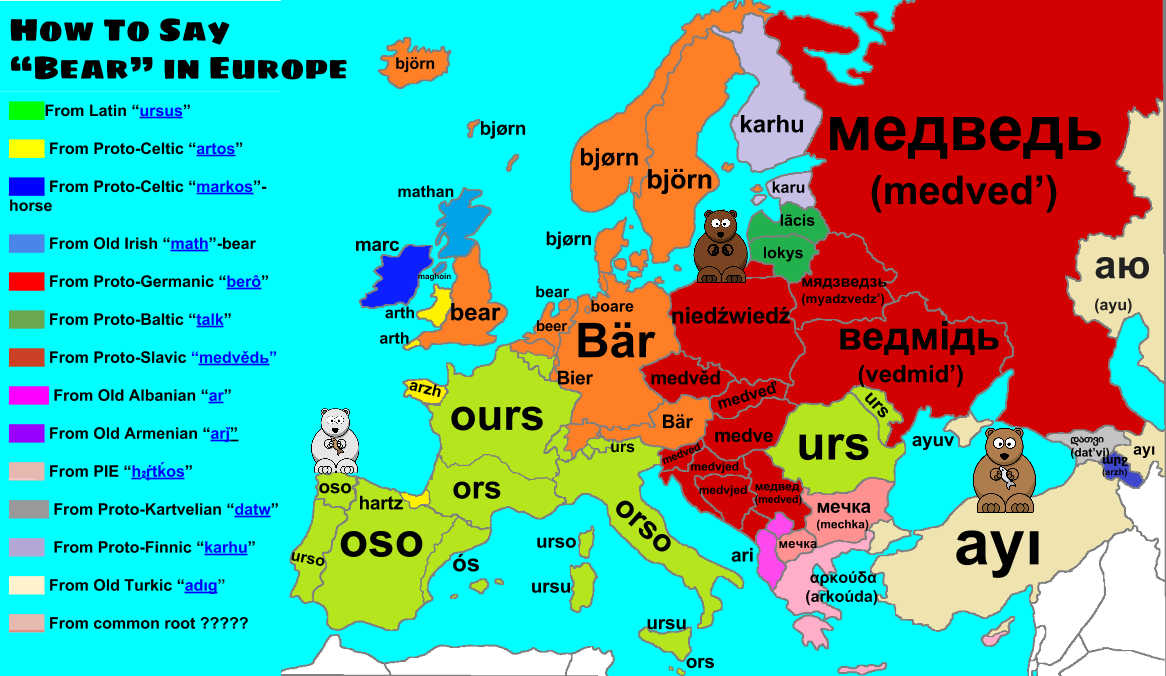 How To Say
“Bear” in Europe
From Latin “ursus”
From Proto-Celtic “artos”
From Proto-Celtic “markos”-
horse
From Old Irish “math”-bear
From Proto-Germanic “berô”
From Proto-Baltic “talk”
From Proto-Slavic “medvědь”
From Old Albanian “ar”
From Old Armenian “arǰ”
From PIE “h₂ŕ̥tḱos”
From Proto-Kartvelian “datw”
From Proto-Finnic “karhu”
From Old Turkic “adıg”
From common root ?????
björn
bjørn
karhu
bjørn
björn
медведь
(medved’)
mathan
karu
lācis
lokys
marc
bjørn
maghoin
аю
(ayu)
мядзведзь
(myadzvedz’)
bear
boare
arth
bear
beer
niedźwiedź
arth
Bär
ведмідь
(vedmid’)
Bier
medvěd
arzh
medveď
urs
ours
Bär
medve
urs
ayuv
urs
medved
medvjed
დათვი
(dat’vi)
արջ
(arzh)
ayı
oso
hartz
ors
medvjed
медвед
(medved)
мечка
(mechka)
urso
oso
ós
urso
orso
мечка
ayı
ari
ursu
αρκούδα
(arkoúda)
ursu
ors